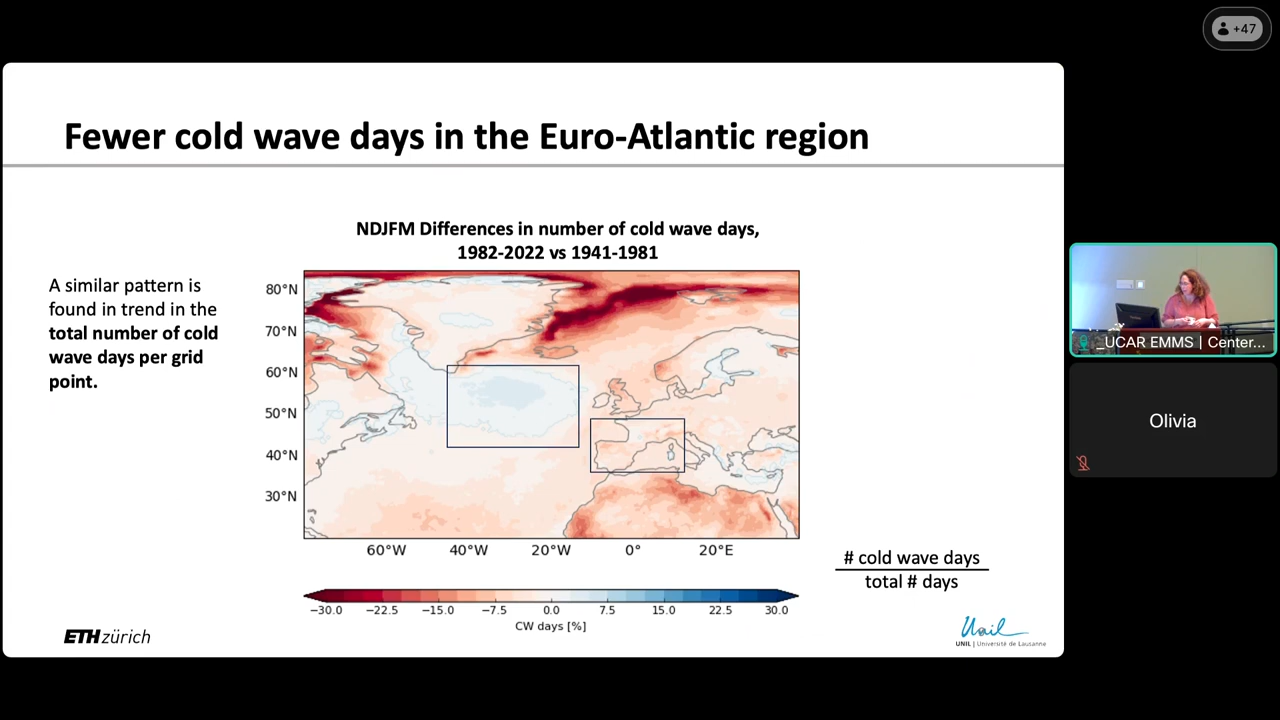 +47
Fewer cold wave days in the Euro-Atlantic region
NDJFM Differences in number of cold wave days,
1982-2022 vs 1941-1981
A similar pattern is
found in trend in the
total number of cold
wave days per grid
point.
80°N
70°N
60°N
50°N
40°N
30°N
60°W 40°W 20°W 0° 20°E
−30.0 −22.5 −15.0 −7.5 0.0 7.5 15.0 22.5 30.0
CW days [%]
# cold wave days
total # days
ETH zürich
Unil
UNIL | Université de Lausanne
_UCAR EMMS | Center...
Olivia